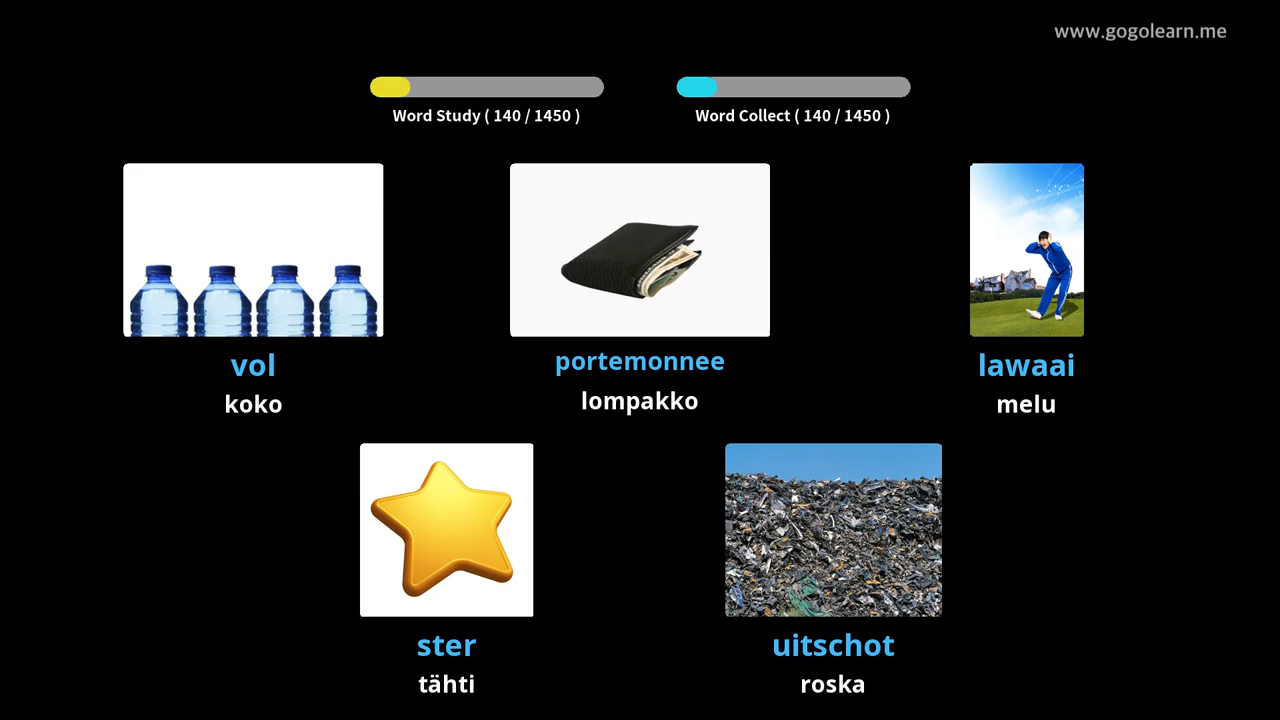 www.gogolearn.me
Word Study ( 140 / 1450 )
Word Collect ( 140 / 1450 )
vol
koko
portemonnee
lompakko
lawaai
melu
ster
tähti
uitschot
roska